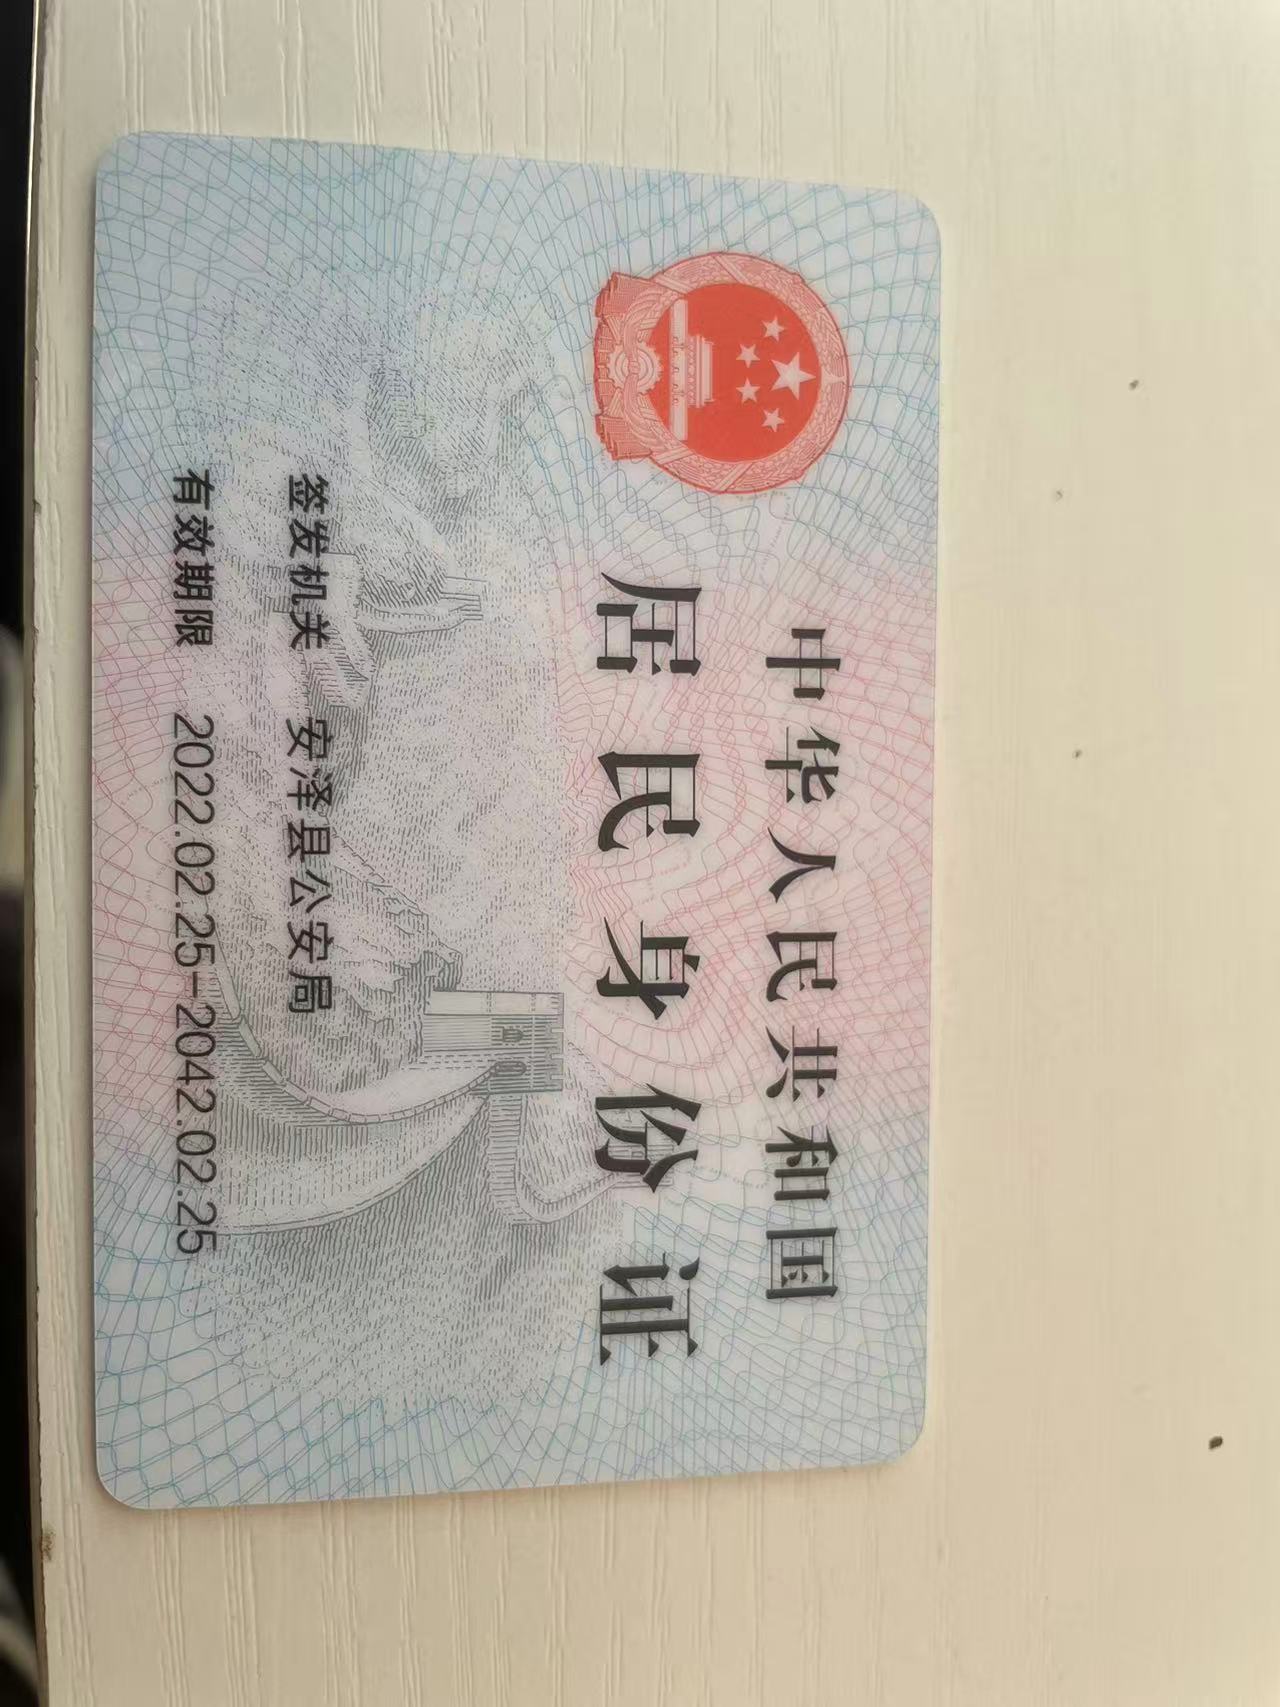 中华人民共和国
居民身份证
签发机关 安泽县公安局
有效期限 2022.02.25-2042.02.25